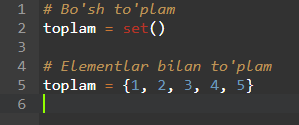 1 # Bo'sh to'plam
2 toplam = set()
3
4 # Elementlar bilan to'plam
5 toplam = {1, 2, 3, 4, 5}
6